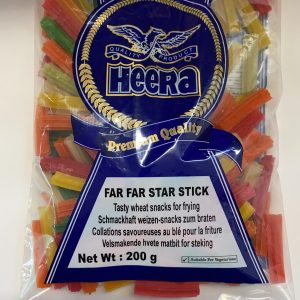 QUALITY PRODUCT
HEERA
Premium Quality
FAR FAR STAR STICK
Tasty wheat snacks for frying
Schmackhaft weizen-snacks zum braten
Collations savoureuses au blé pour la friture
Velsmakende hvete matbit for steking
Net Wt : 200 g
Suitable For Vegetarians